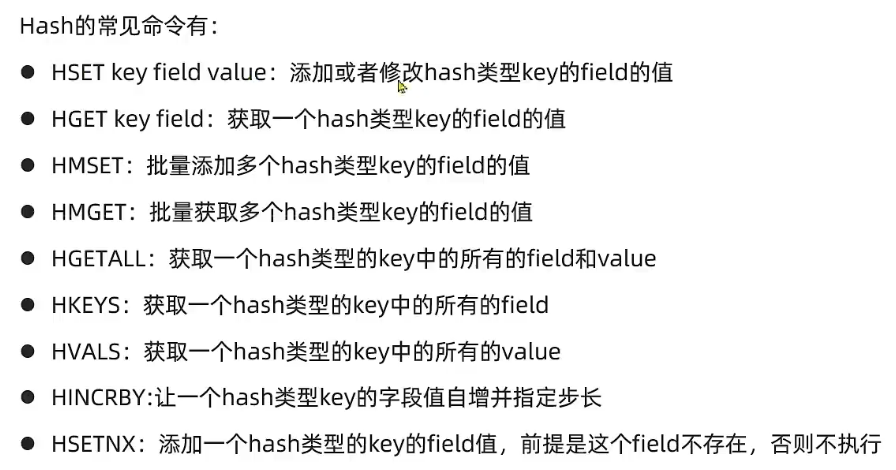 Hash的常见命令有：
● HSET key field value：添加或者修改hash类型key的field的值
● HGET key field：获取一个hash类型key的field的值
● HMSET：批量添加多个hash类型key的field的值
● HMGET：批量获取多个hash类型key的field的值
● HGETALL：获取一个hash类型的key中的所有的field和value
● HKEYS：获取一个hash类型的key中的所有的field
● HVALS：获取一个hash类型的key中的所有的value
● HINCRBY:让一个hash类型key的字段值自增并指定步长
● HSETNX：添加一个hash类型的key的field值，前提是这个field不存在，否则不执行